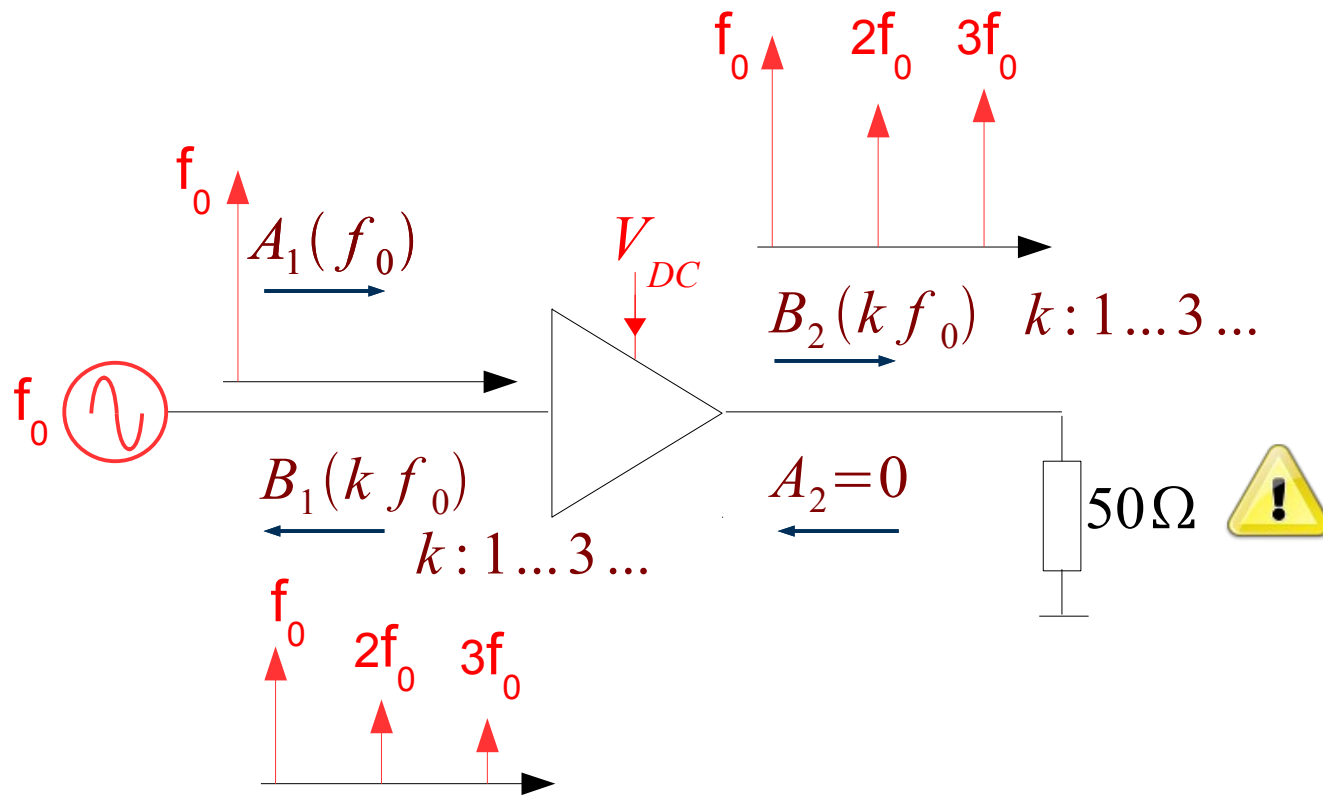 f0 2f0 3f0
f0
A1(f0)
VDC
B2(k f0) k:1...3...
f0
B1(k f0)
A2=0
50Ω
!
k:1...3...
f0
2f0 3f0